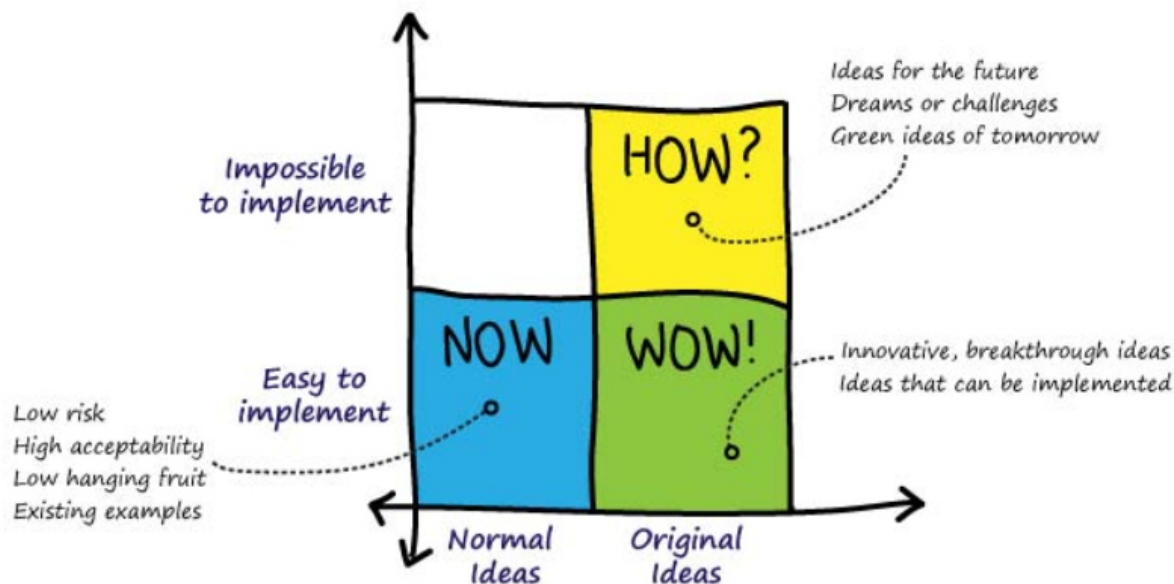 Ideas for the future
Dreams or challenges
Green ideas of tomorrow
HOW?
Impossible
to implement
NOW
WOW!
Innovative, breakthrough ideas
Ideas that can be implemented
Easy to
implement
Low risk
High acceptability
Low hanging fruit
Existing examples
Normal
Ideas
Original
Ideas